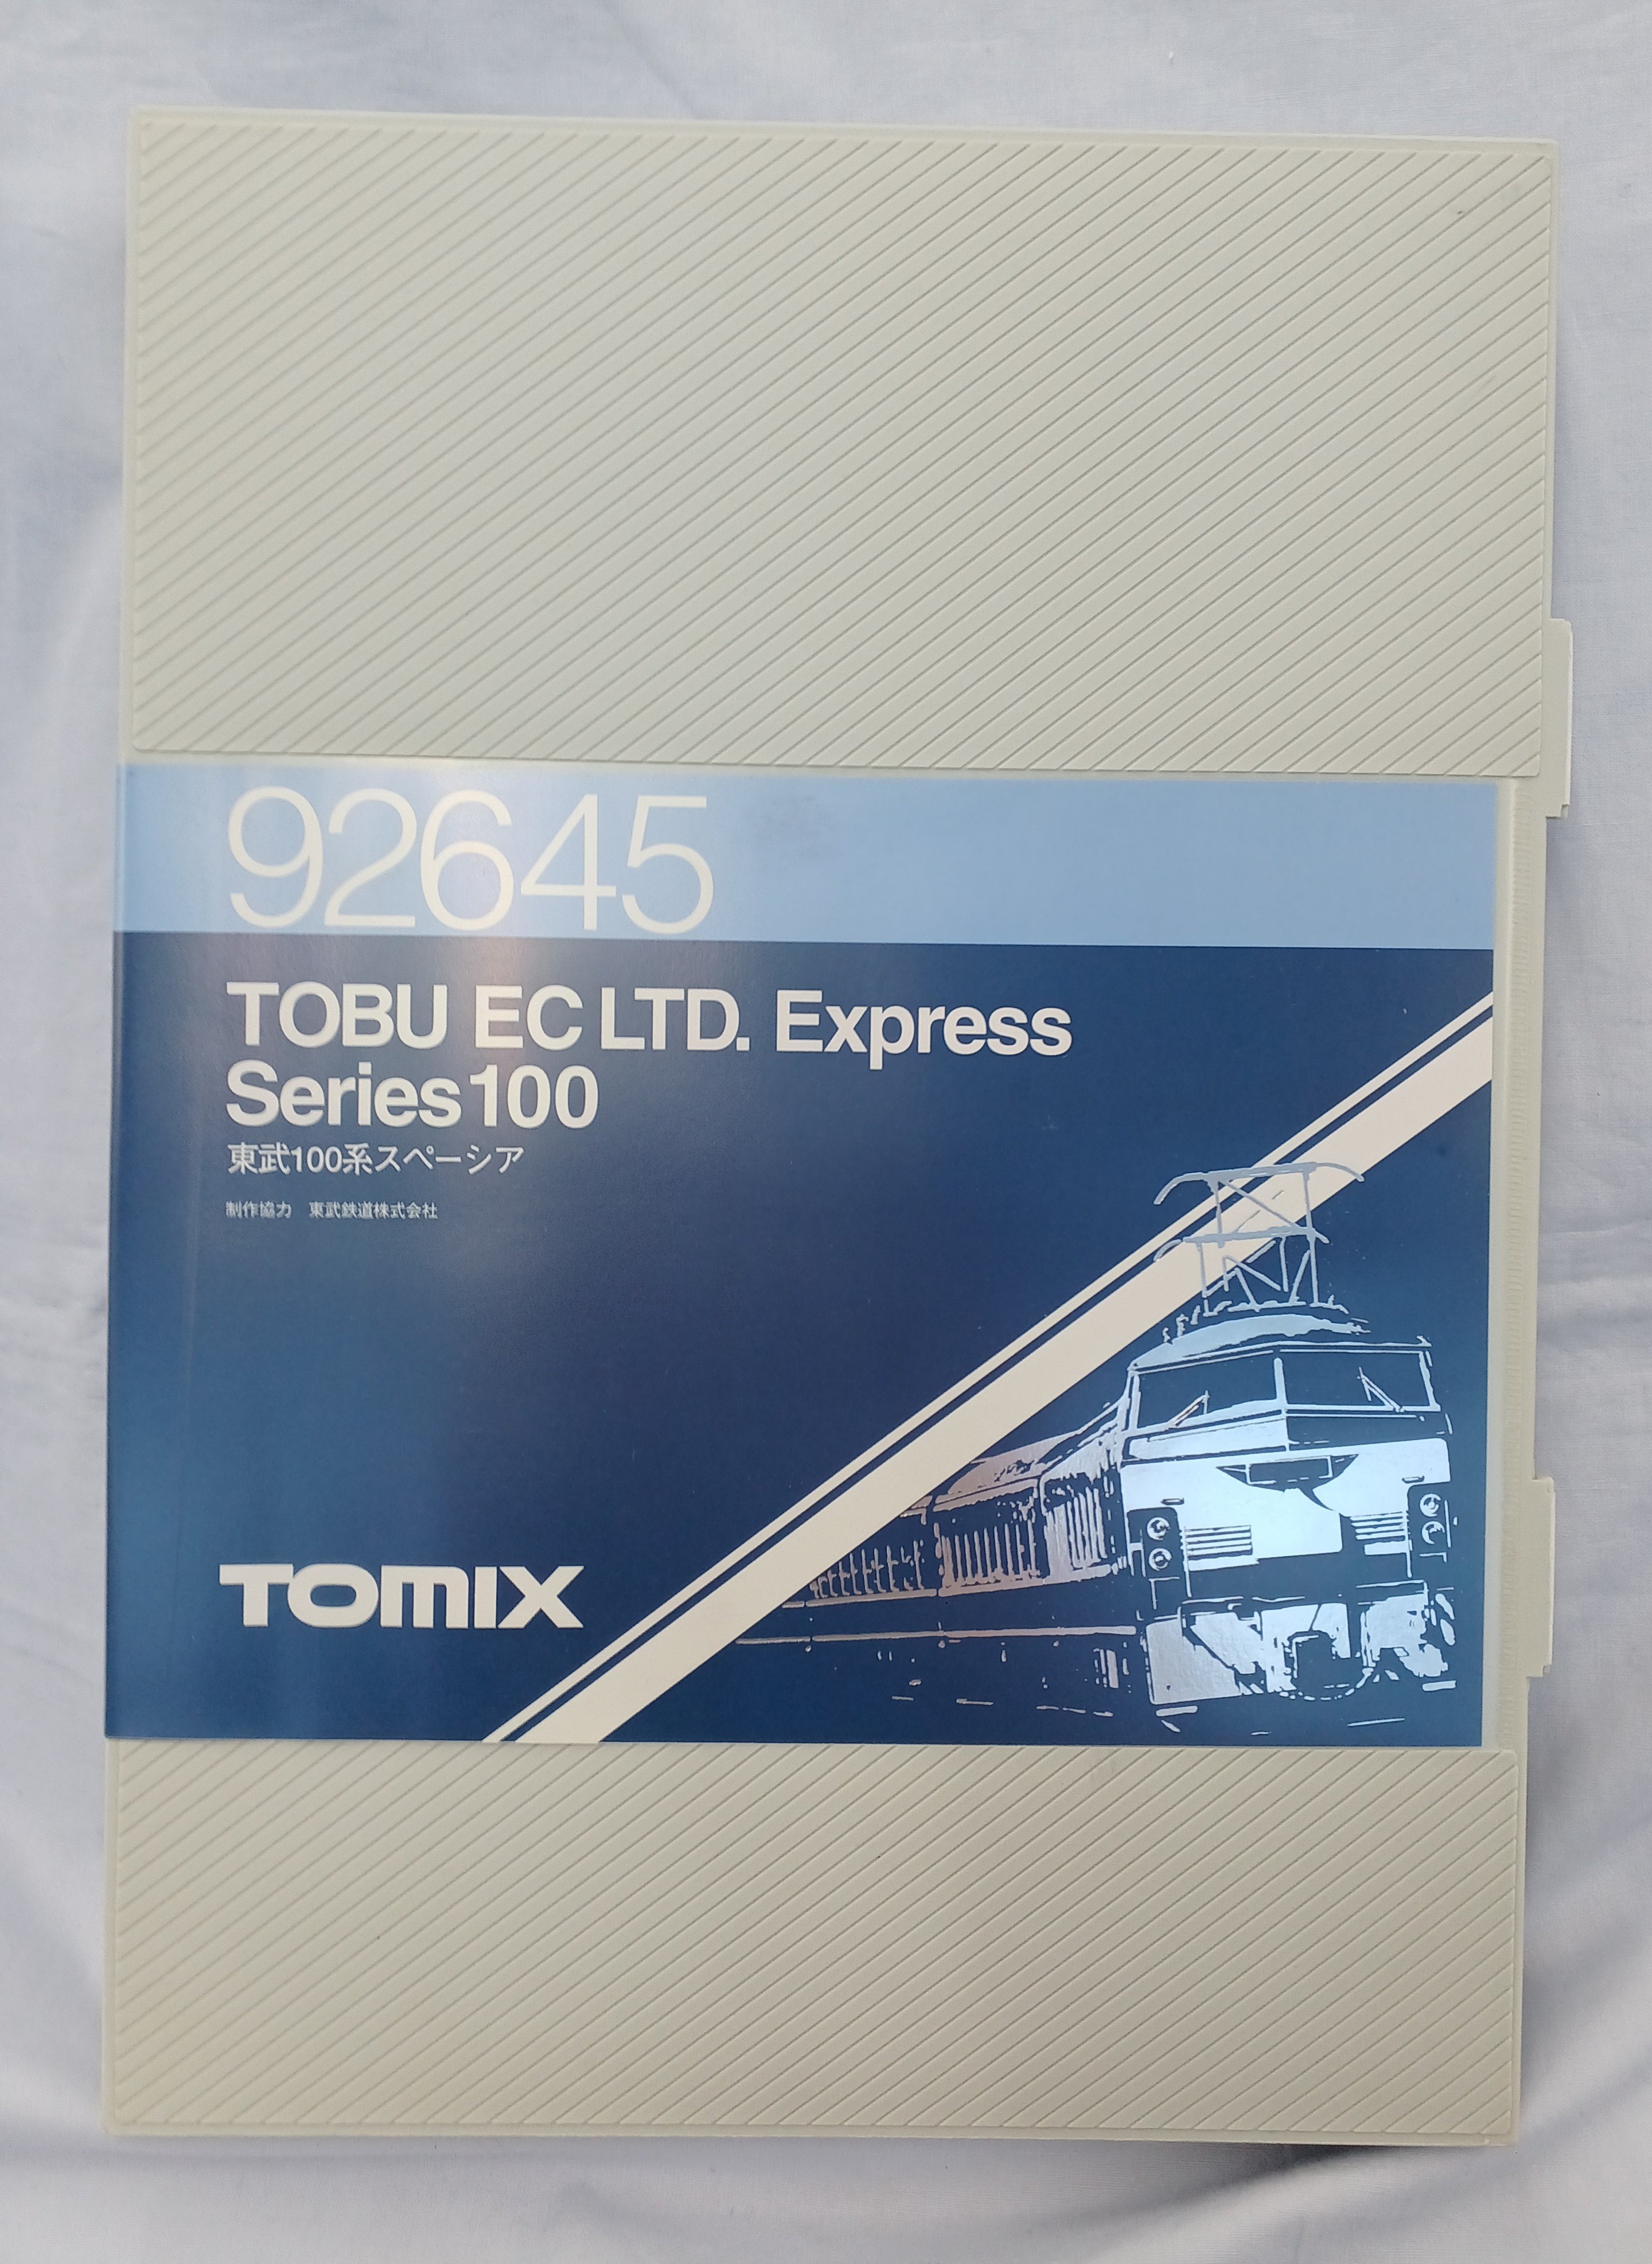 92645
TOBU EC LTD. Express
Series 100
東武100系スペーシア
制作協力　東武鉄道株式会社
TOMIX